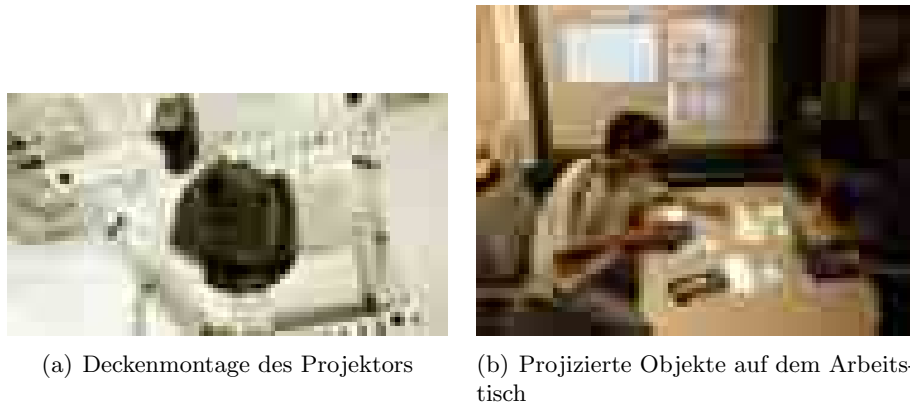 (a) Deckenmontage des Projektors
(b) Projizierte Objekte auf dem Arbeits-
tisch